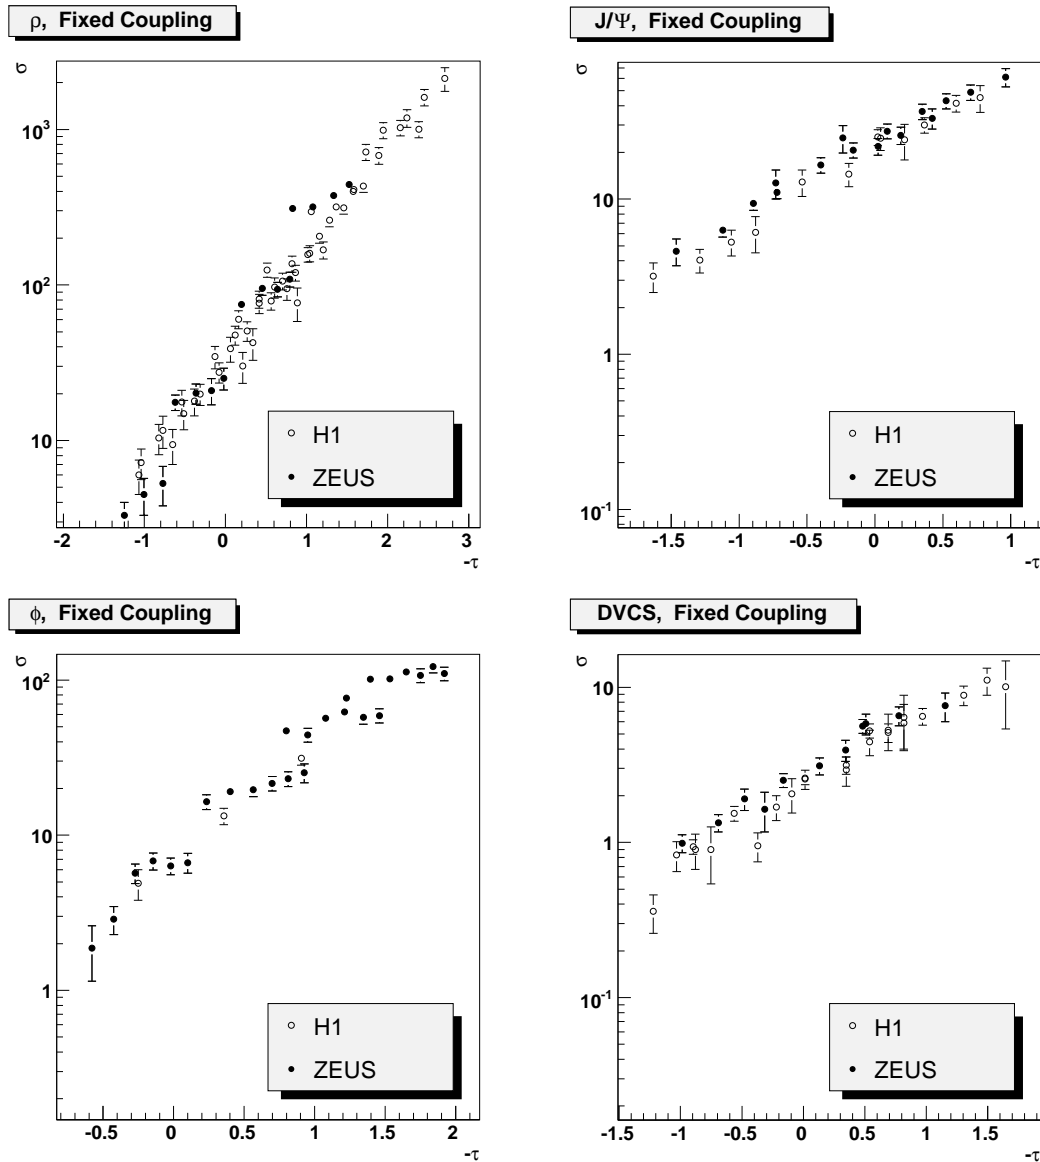 ρ, Fixed Coupling
σ
10³
10²
10
-2 -1 0 1 2 3
-τ
H1
ZEUS
J/Ψ, Fixed Coupling
σ
10
1
10⁻¹
-1.5 -1 -0.5 0 0.5 1
-τ
H1
ZEUS
ϕ, Fixed Coupling
σ
10²
10
1
-0.5 0 0.5 1 1.5 2
-τ
H1
ZEUS
DVCS, Fixed Coupling
σ
10
1
10⁻¹
-1.5 -1 -0.5 0 0.5 1 1.5
-τ
H1
ZEUS